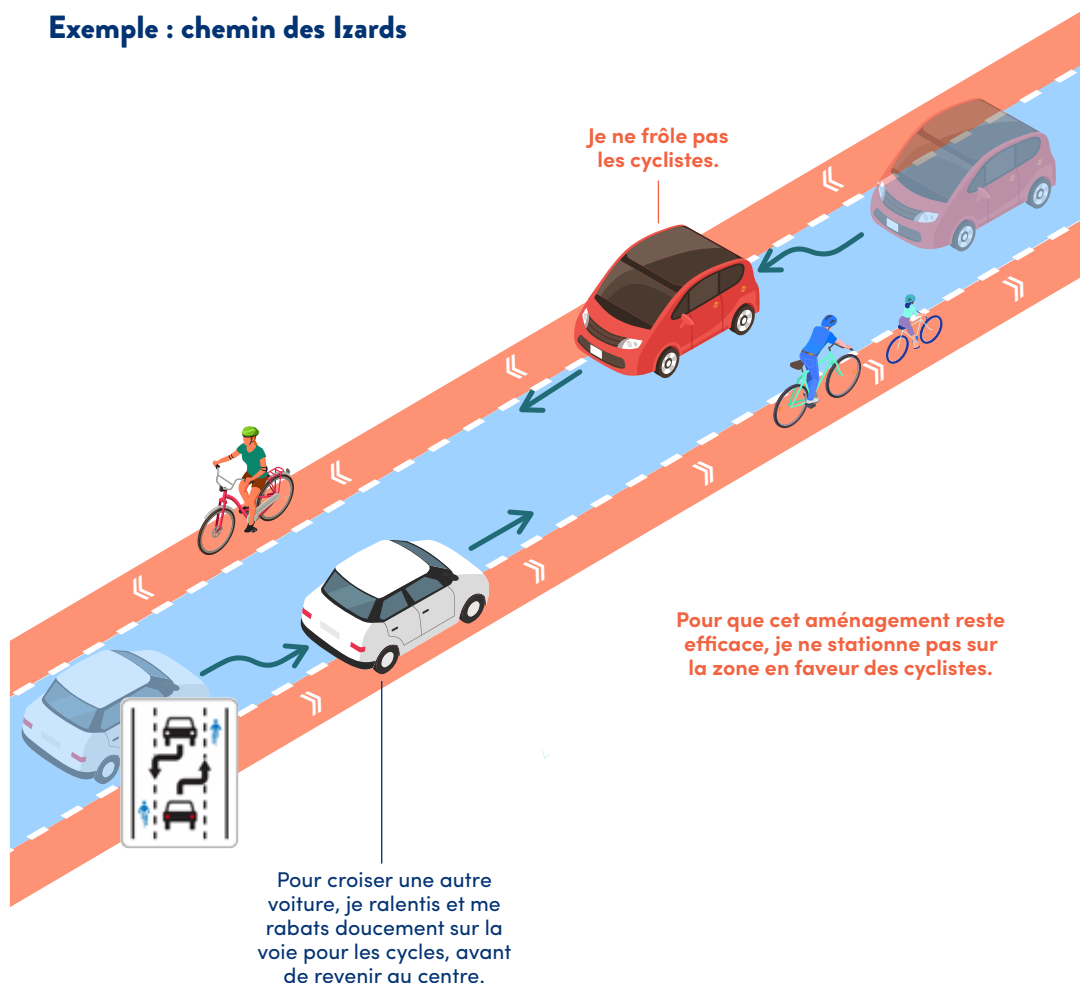 Exemple : chemin des Izards
Je ne frôle pas
les cyclistes.
Pour que cet aménagement reste
efficace, je ne stationne pas sur
la zone en faveur des cyclistes.
Pour croiser une autre
voiture, je ralentis et me
rabats doucement sur la
voie pour les cycles, avant
de revenir au centre.